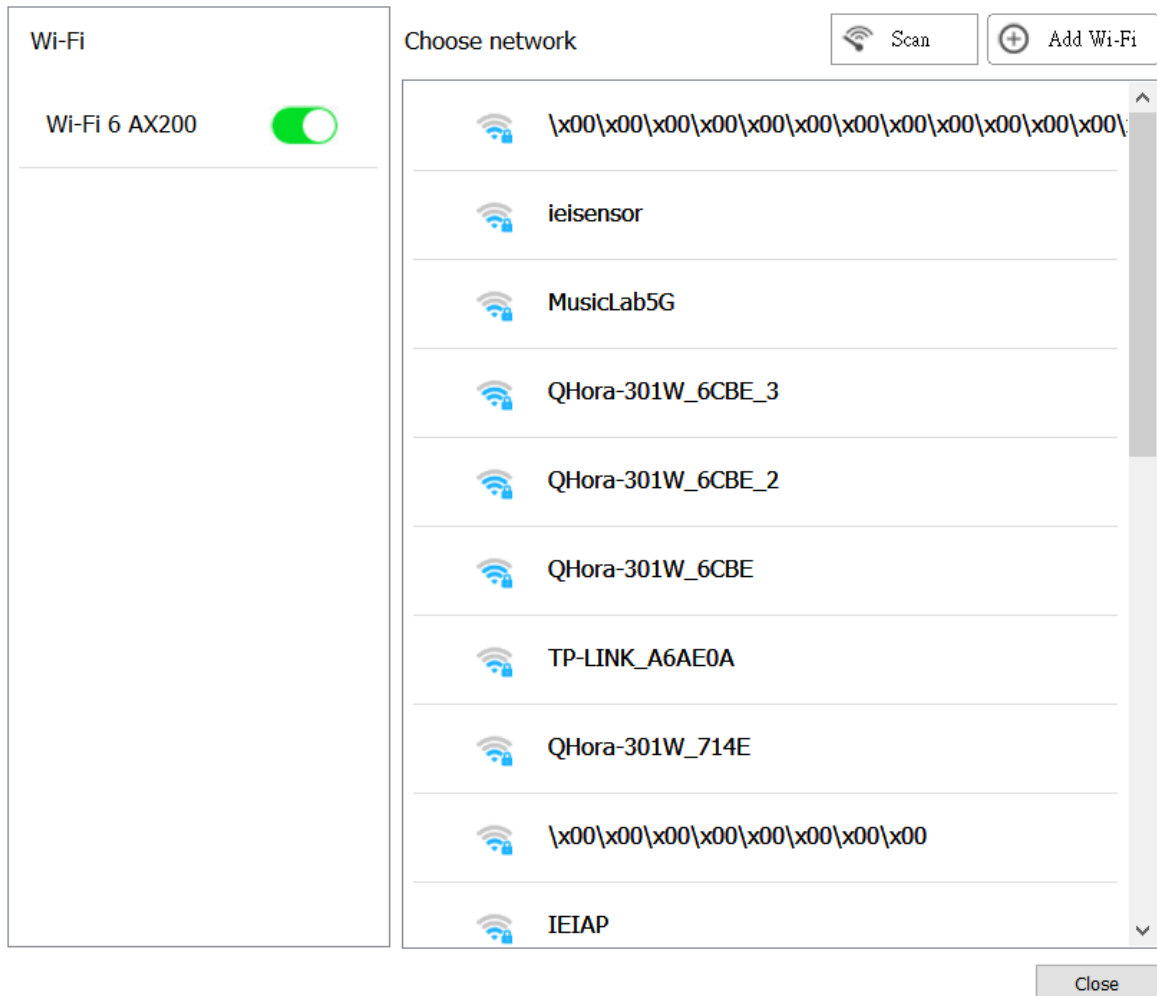 Wi-Fi
Wi-Fi 6 AX200
Choose network
Scan
Add Wi-Fi
\x00\x00\x00\x00\x00\x00\x00\x00\x00\x00\x00\x00\
ieisensor
MusicLab5G
QHora-301W_6CBE_3
QHora-301W_6CBE_2
QHora-301W_6CBE
TP-LINK_A6AE0A
QHora-301W_714E
\x00\x00\x00\x00\x00\x00\x00\x00
IEIAP
Close